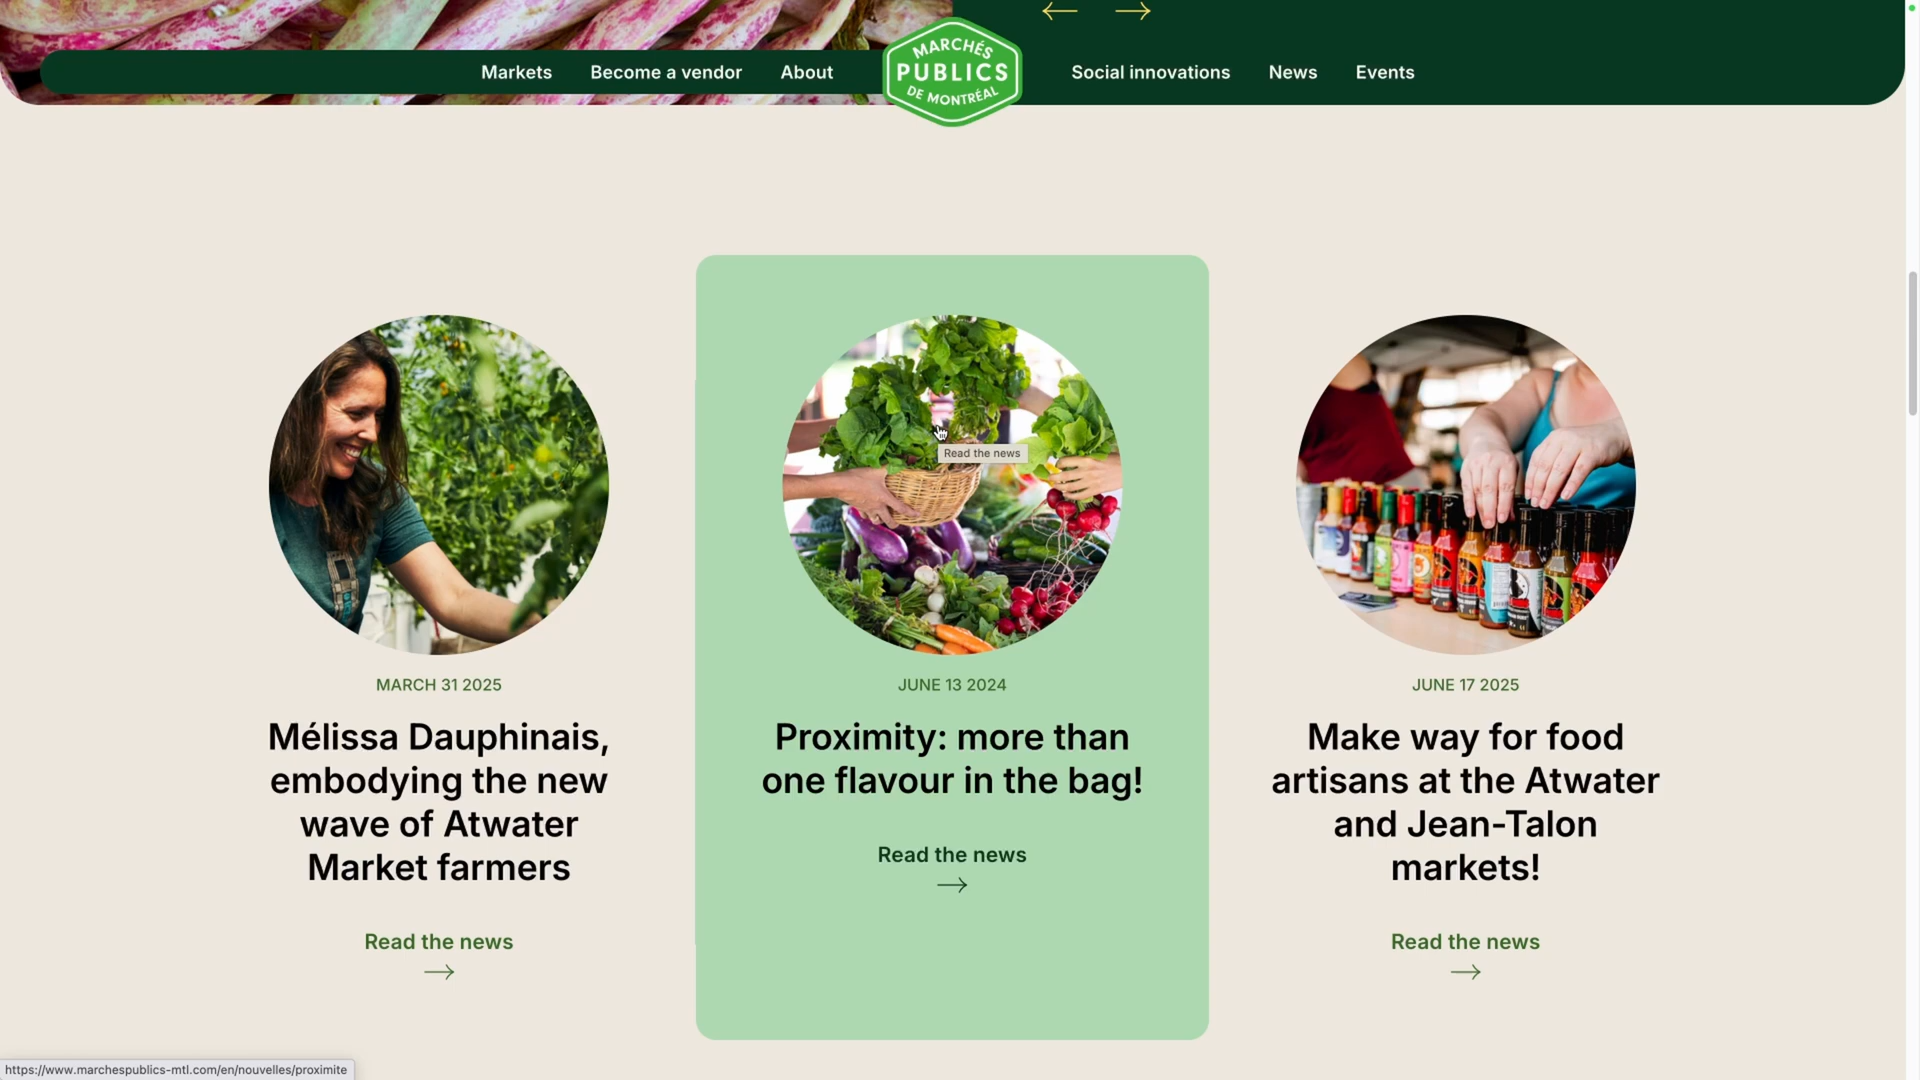 Markets
Become a vendor
About
MARCHÉS
PUBLICS
DE MONTRÉAL
Social innovations
News
Events
Read the news
MARCH 31 2025
Mélissa Dauphinais,
embodying the new
wave of Atwater
Market farmers
Read the news
JUNE 13 2024
Proximity: more than
one flavour in the bag!
Read the news
JUNE 17 2025
Make way for food
artisans at the Atwater
and Jean-Talon
markets!
Read the news
https://www.marchespublics-mtl.com/en/nouvelles/proximite